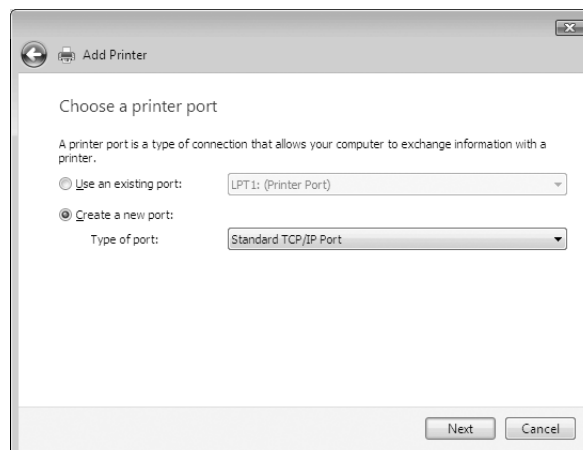 Add Printer
Choose a printer port
A printer port is a type of connection that allows your computer to exchange information with a
printer.
Use an existing port: LPT1: (Printer Port)
Create a new port:
Type of port: Standard TCP/IP Port
Next Cancel